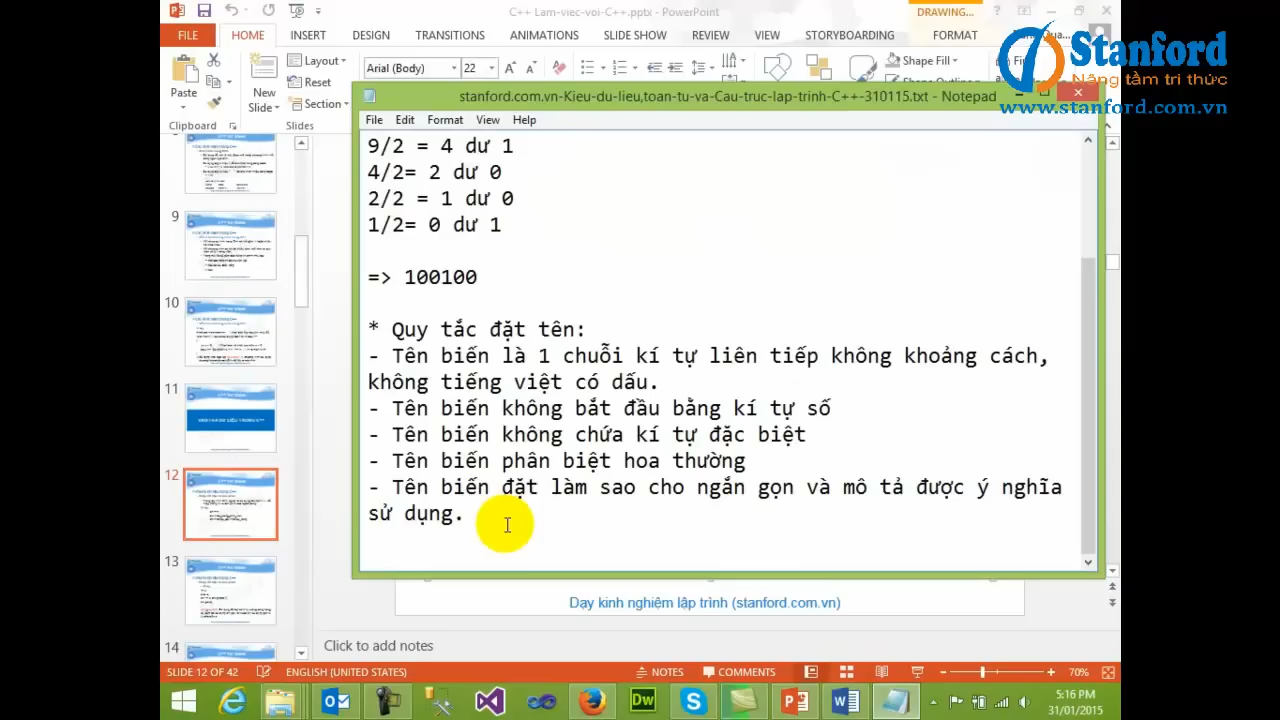 C++ Lam-viec-voi-C++.pptx - PowerPoint
DRAWING...
FILE HOME INSERT DESIGN TRANSITIONS ANIMATIONS SLIDE SHOW REVIEW VIEW STORYBOARDING FORMAT
Stanford
Nâng tầm tri thức
www.stanford.com.vn
Paste
New
Slide
Layout
Reset
Section
Arial (Body) 22
Shape Fill
Clipboard
Slides
stanford.com.vn-Kieu-du-lieu,toan-tu-va-Cau-truc-lap-trinh-C++-310115.txt - Notepad
File Edit Format View Help
9/2 = 4 dư 1
4/2= 2 dư 0
2/2 = 1 dư 0
1/2= 0 dư 1
=> 100100
* Quy tắc đặt tên:
- Tên biến là 1 chuỗi kí tự liên tiếp không khoảng cách,
không tiếng việt có dấu.
- Tên biến không bắt đầu bằng kí tự số
- Tên biến không chứa kí tự đặc biệt
- Tên biến phân biệt hoa thường
- Tên biến đặt làm sao cho ngắn gọn và mô tả được ý nghĩa
sử dụng.
9
10
11
12
13
14
Dạy kinh nghiệm lập trình (stanford.com.vn)
Click to add notes
SLIDE 12 OF 42 ENGLISH (UNITED STATES) NOTES COMMENTS 70%
5:16 PM
31/01/2015